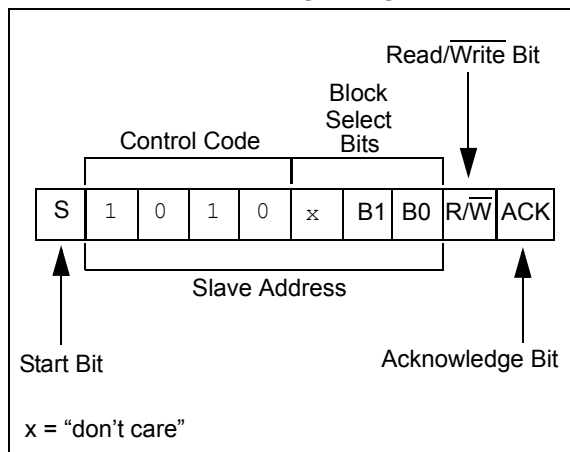 Read/Write Bit
Block
Select
Bits
Control Code
S 1 0 1 0 x B1 B0 R/W ACK
Slave Address
Start Bit
Acknowledge Bit
x = “don’t care”